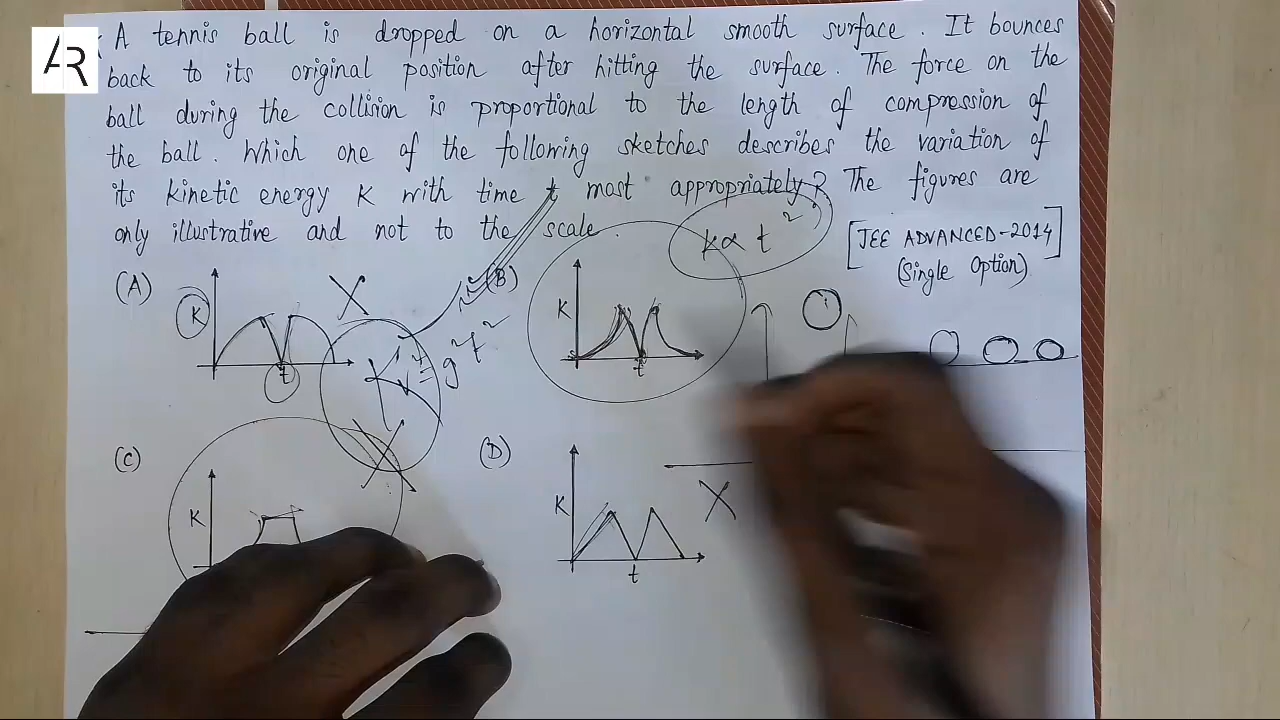 AR
A tennis ball is dropped on a horizontal smooth surface. It bounces
back to its original position after hitting the surface. The force on the
ball during the collision is proportional to the length of compression of
the ball. Which one of the following sketches describes the variation of
its kinetic energy K with time t most appropriately? The figures are
only illustrative and not to the scale.
K ∝ t²
[JEE ADVANCED-2014]
(Single Option)
(A)
K
t
(B)
K
t
g²t²
(C)
K
(D)
K
t